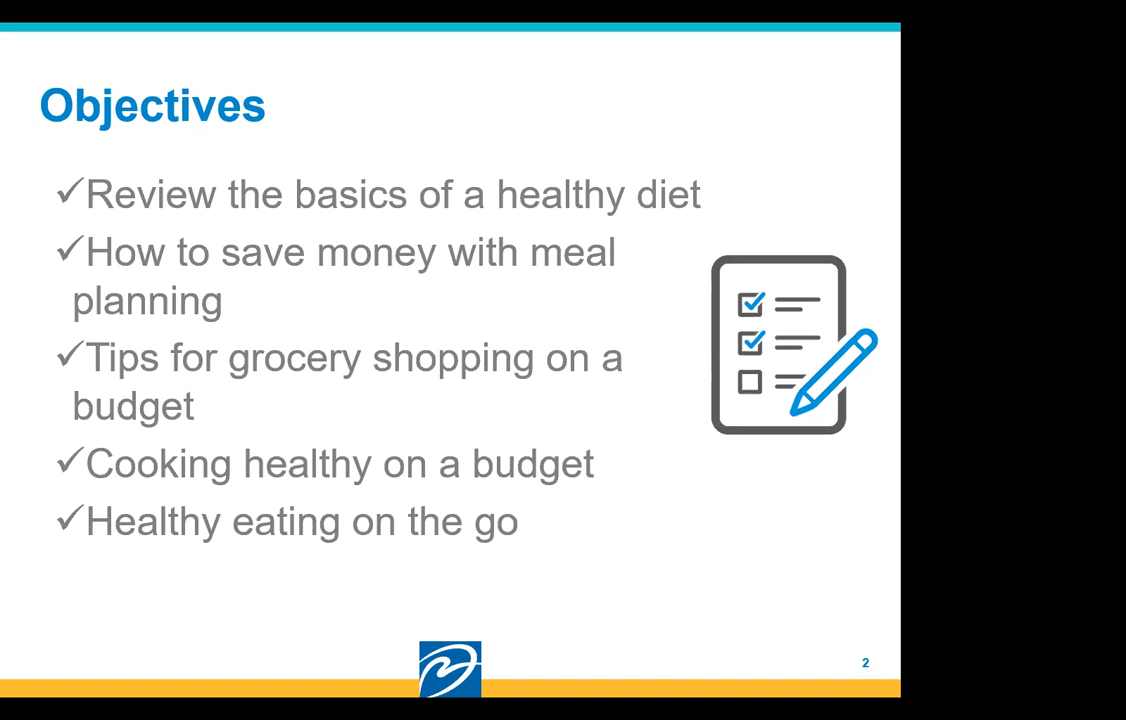 Objectives
✓Review the basics of a healthy diet
✓How to save money with meal
planning
✓Tips for grocery shopping on a
budget
✓Cooking healthy on a budget
✓Healthy eating on the go
2